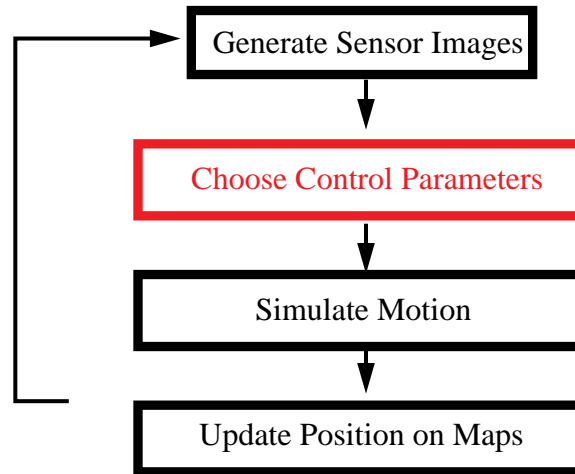 Generate Sensor Images
Choose Control Parameters
Simulate Motion
Update Position on Maps